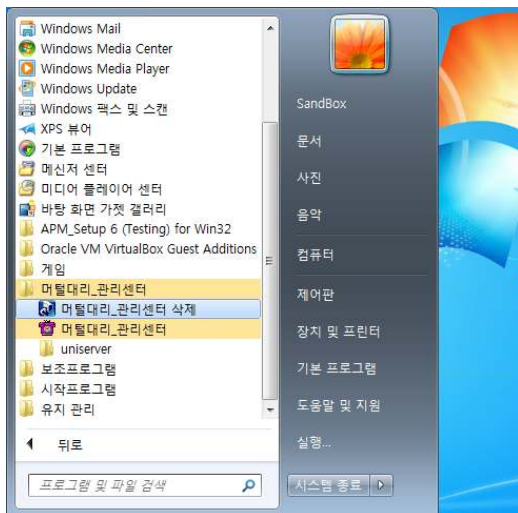 Windows Mail
Windows Media Center
Windows Media Player
Windows Update
Windows 팩스 및 스캔
XPS 뷰어
기본 프로그램
메신저 센터
미디어 플레이어 센터
바탕 화면 가젯 갤러리
APM_Setup 6 (Testing) for Win32
Oracle VM VirtualBox Guest Additions
게임
머털대리_관리센터
머털대리_관리센터 삭제
머털대리_관리센터
uniserver
보조프로그램
시작프로그램
유지 관리
뒤로
프로그램 및 파일 검색
SandBox
문서
사진
음악
컴퓨터
제어판
장치 및 프린터
기본 프로그램
도움말 및 지원
실행...
시스템 종료